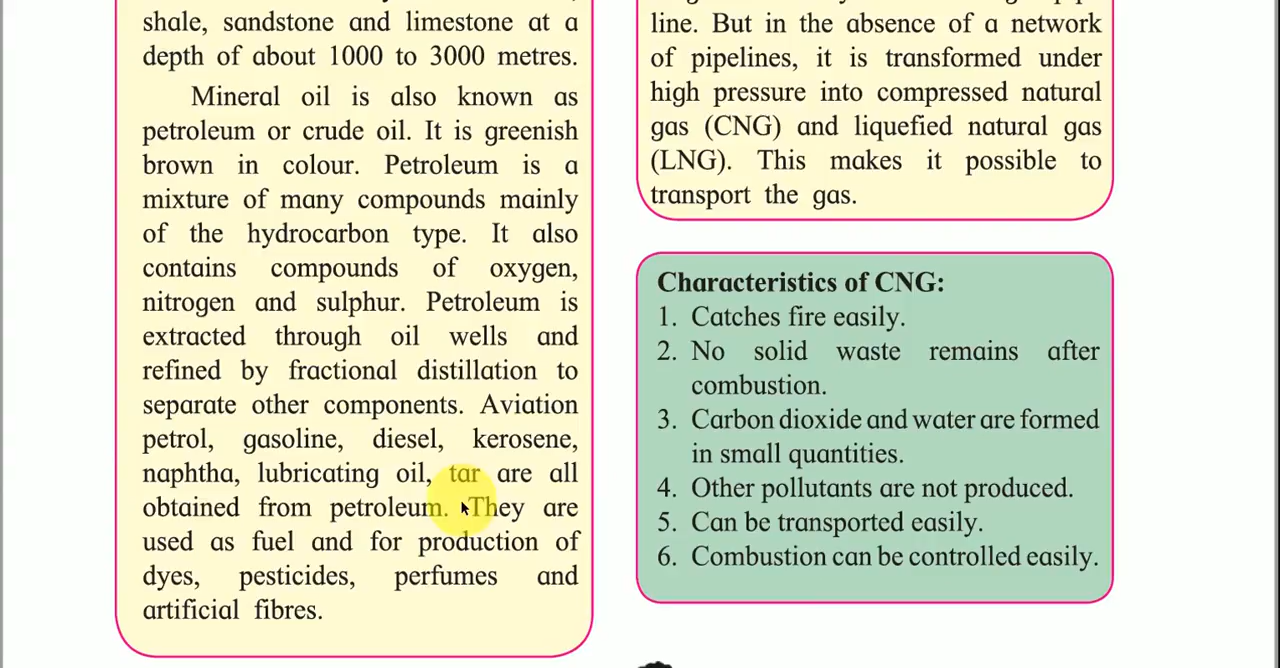 shale, sandstone and limestone at a
depth of about 1000 to 3000 metres.
Mineral oil is also known as
petroleum or crude oil. It is greenish
brown in colour. Petroleum is a
mixture of many compounds mainly
of the hydrocarbon type. It also
contains compounds of oxygen,
nitrogen and sulphur. Petroleum is
extracted through oil wells and
refined by fractional distillation to
separate other components. Aviation
petrol, gasoline, diesel, kerosene,
naphtha, lubricating oil, tar are all
obtained from petroleum. They are
used as fuel and for production of
dyes, pesticides, perfumes and
artificial fibres.
line. But in the absence of a network
of pipelines, it is transformed under
high pressure into compressed natural
gas (CNG) and liquefied natural gas
(LNG). This makes it possible to
transport the gas.
Characteristics of CNG:
1. Catches fire easily.
2. No solid waste remains after
combustion.
3. Carbon dioxide and water are formed
in small quantities.
4. Other pollutants are not produced.
5. Can be transported easily.
6. Combustion can be controlled easily.